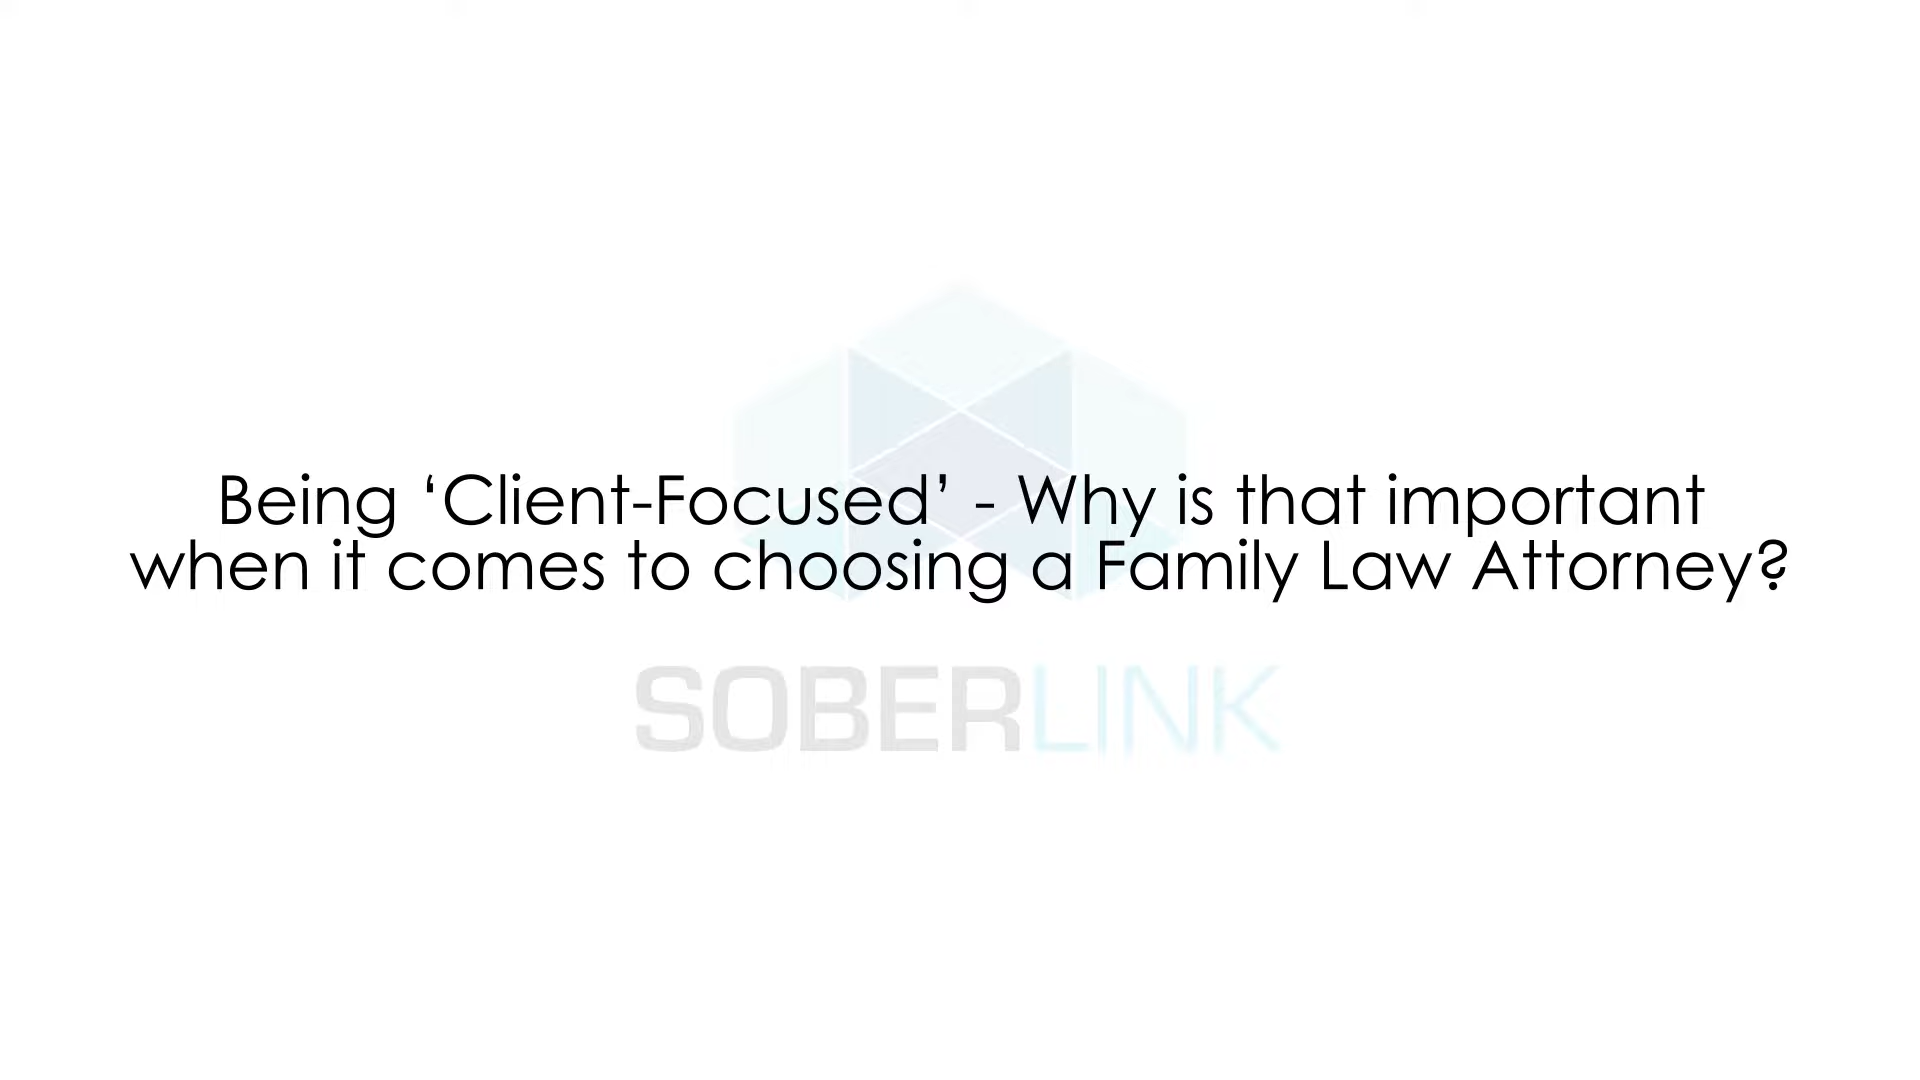 Being ‘Client-Focused’ - Why is that important
when it comes to choosing a Family Law Attorney?
SOBERLINK